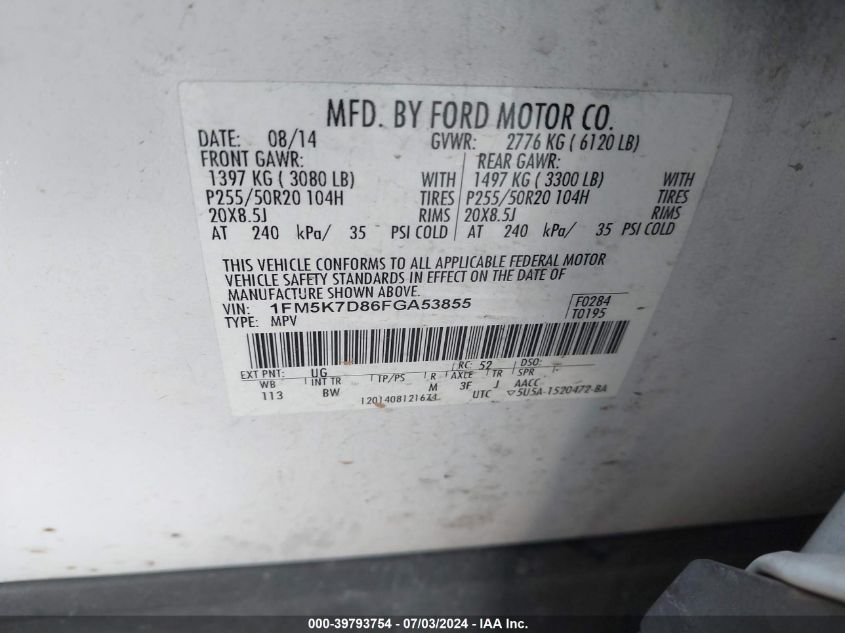 MFD. BY FORD MOTOR CO.
DATE: 08/14 GVWR: 2776 KG ( 6120 LB)
FRONT GAWR: REAR GAWR:
1397 KG ( 3080 LB) WITH 1497 KG ( 3300 LB) WITH
P255/50R20 104H TIRES P255/50R20 104H TIRES
20X8.5J RIMS 20X8.5J RIMS
AT 240 kPa/ 35 PSI COLD AT 240 kPa/ 35 PSI COLD
THIS VEHICLE CONFORMS TO ALL APPLICABLE FEDERAL MOTOR
VEHICLE SAFETY STANDARDS IN EFFECT ON THE DATE OF
MANUFACTURE SHOWN ABOVE.
VIN: 1FM5K7D86FGA53855 F0284
TYPE: MPV T0195
EXT PNT: UG RC: 52 DSO:
WB INT TR TP/PS R AXLE TR SPR
113 BW M 3F J AACC
UTC ▽5U5A-1520472-BA
000-39793754 / 07/03/2024 - IAA Inc.